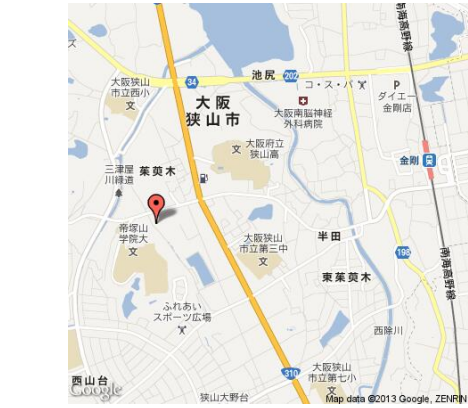 南海高野線
池尻
202
34
大阪狭山
市立西小
コ・ス・パ
P
ダイエー
金剛店
大阪
狭山市
大阪南脳神経
外科病院
大阪府立
狭山高
金剛
三津屋
川緑道
茱萸木
帝塚山
学院大
大阪狭山
市立第三中
半田
198
南海高野線
東茱萸木
ふれあい
スポーツ広場
西除川
310
大阪狭山
市立第七小
西山台
Google
狭山大野台
Map data ©2013 Google, ZENRIN